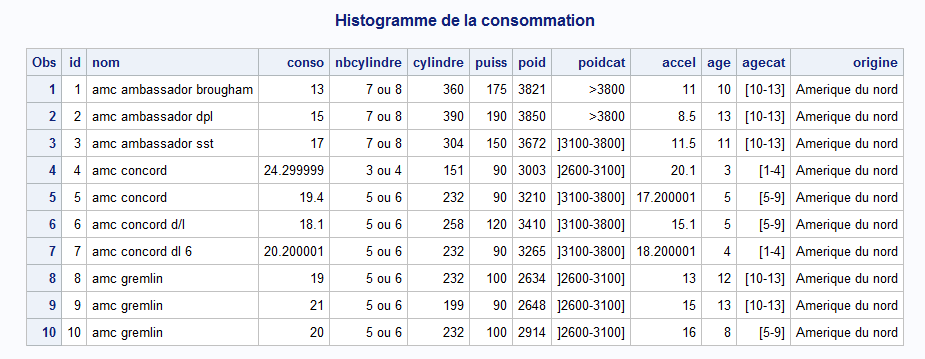 Histogramme de la consommation
Obs id nom conso nbcylindre cylindre puiss poid poidcat accel age agecat origine
1 1 amc ambassador brougham 13 7 ou 8 360 175 3821 >3800 11 10 [10-13] Amerique du nord
2 2 amc ambassador dpl 15 7 ou 8 390 190 3850 >3800 8.5 13 [10-13] Amerique du nord
3 3 amc ambassador sst 17 7 ou 8 304 150 3672 ]3100-3800] 11.5 11 [10-13] Amerique du nord
4 4 amc concord 24.299999 3 ou 4 151 90 3003 ]2600-3100] 20.1 3 [1-4] Amerique du nord
5 5 amc concord 19.4 5 ou 6 232 90 3210 ]3100-3800] 17.200001 5 [5-9] Amerique du nord
6 6 amc concord d/l 18.1 5 ou 6 258 120 3410 ]3100-3800] 15.1 5 [5-9] Amerique du nord
7 7 amc concord dl 6 20.200001 5 ou 6 232 90 3265 ]3100-3800] 18.200001 4 [1-4] Amerique du nord
8 8 amc gremlin 19 5 ou 6 232 100 2634 ]2600-3100] 13 12 [10-13] Amerique du nord
9 9 amc gremlin 21 5 ou 6 199 90 2648 ]2600-3100] 15 13 [10-13] Amerique du nord
10 10 amc gremlin 20 5 ou 6 232 100 2914 ]2600-3100] 16 8 [5-9] Amerique du nord